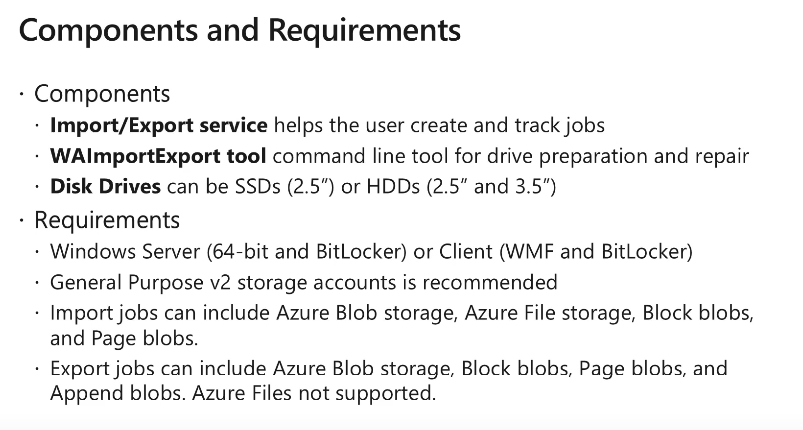 Components and Requirements
· Components
· Import/Export service helps the user create and track jobs
· WAImportExport tool command line tool for drive preparation and repair
· Disk Drives can be SSDs (2.5”) or HDDs (2.5” and 3.5”)
· Requirements
· Windows Server (64-bit and BitLocker) or Client (WMF and BitLocker)
· General Purpose v2 storage accounts is recommended
· Import jobs can include Azure Blob storage, Azure File storage, Block blobs,
and Page blobs.
· Export jobs can include Azure Blob storage, Block blobs, Page blobs, and
Append blobs. Azure Files not supported.